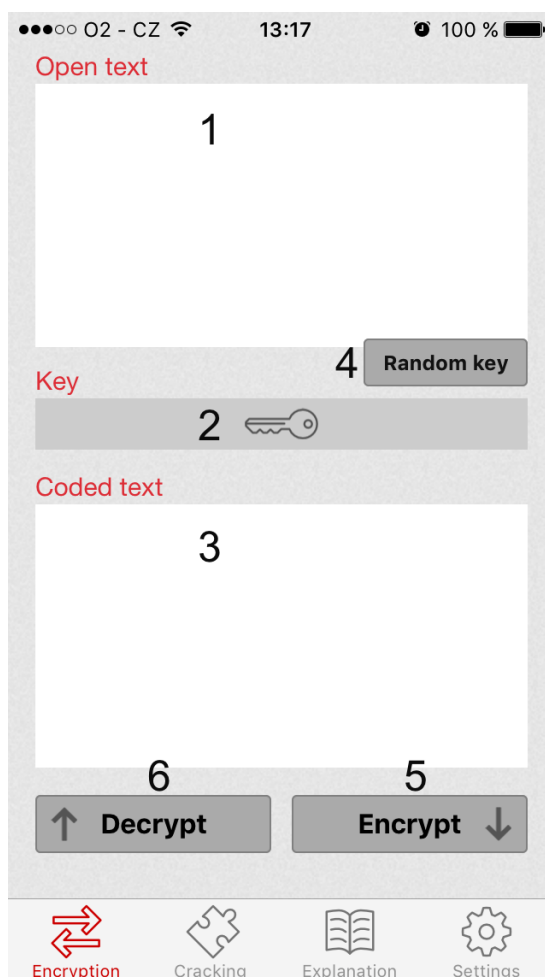 ●●●○○ O2 - CZ 13:17 100 %
Open text
1
4 Random key
Key
2
Coded text
3
6 5
Decrypt Encrypt
Encryption Cracking Explanation Settings